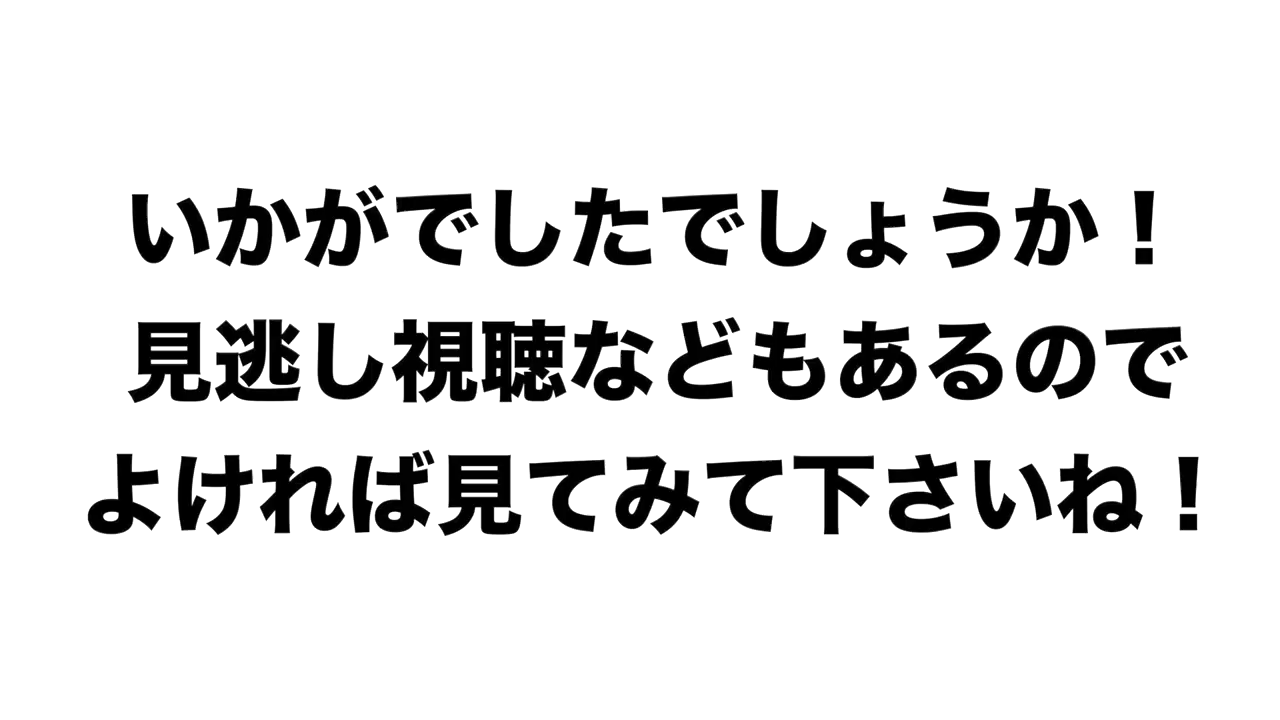 いかがでしたでしょうか！
見逃し視聴などもあるので
よければ見てみて下さいね！